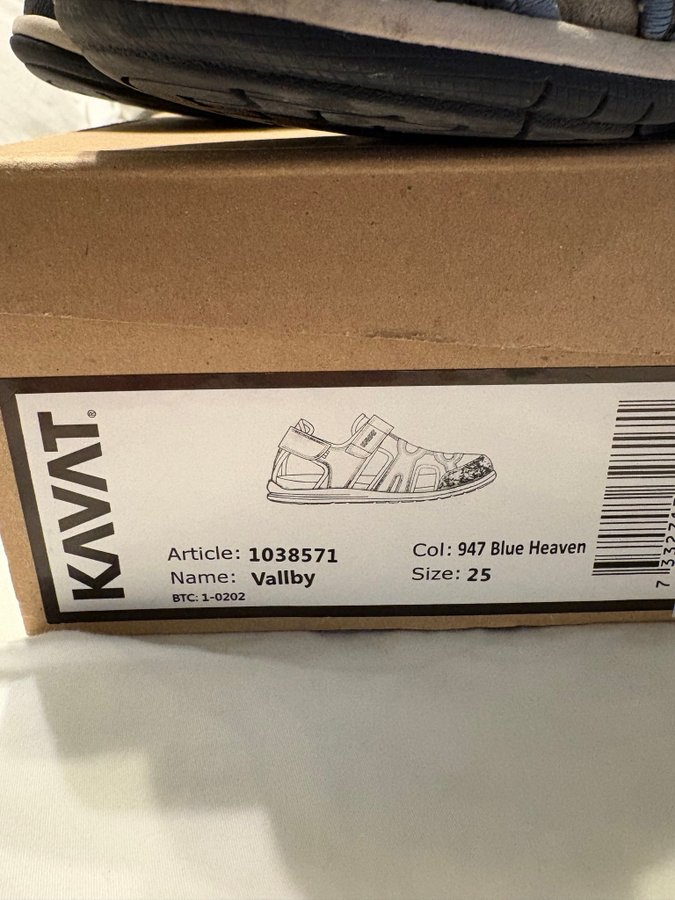 KAVAT®
Article: 1038571
Name: Vallby
BTC: 1-0202
Col: 947 Blue Heaven
Size: 25